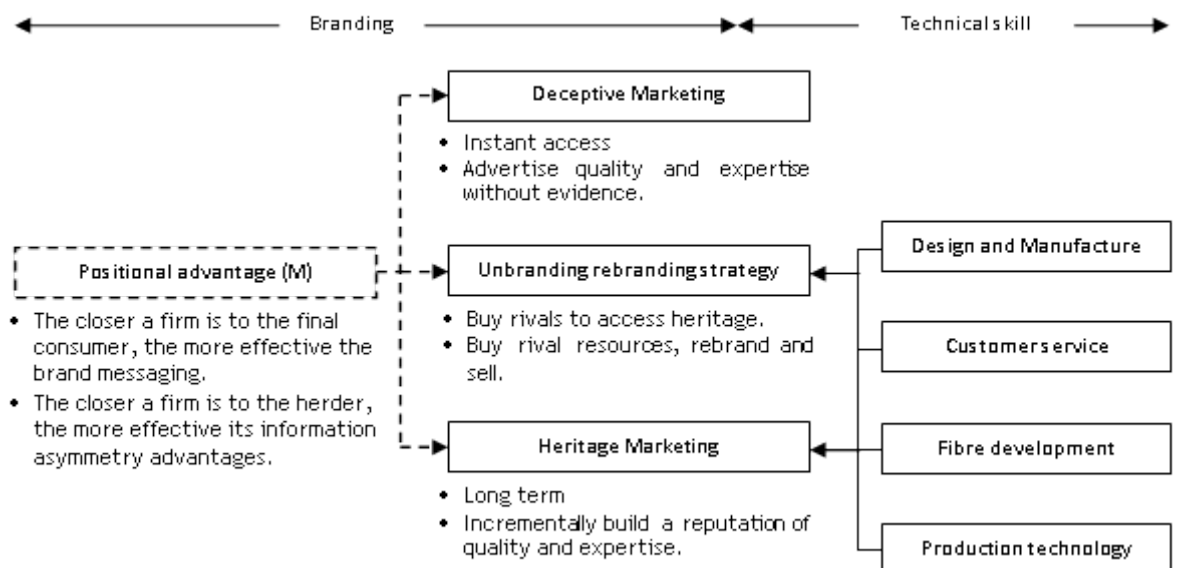 Branding
Technical skill
Deceptive Marketing
• Instant access
• Advertise quality and expertise
without evidence.
Positional advantage (M)
• The closer a firm is to the final
consumer, the more effective the
brand messaging.
• The closer a firm is to the herder,
the more effective its information
asymmetry advantages.
Unbranding rebranding strategy
• Buy rivals to access heritage.
• Buy rival resources, rebrand and
sell.
Heritage Marketing
• Long term
• Incrementally build a reputation of
quality and expertise.
Design and Manufacture
Customer service
Fibre development
Production technology